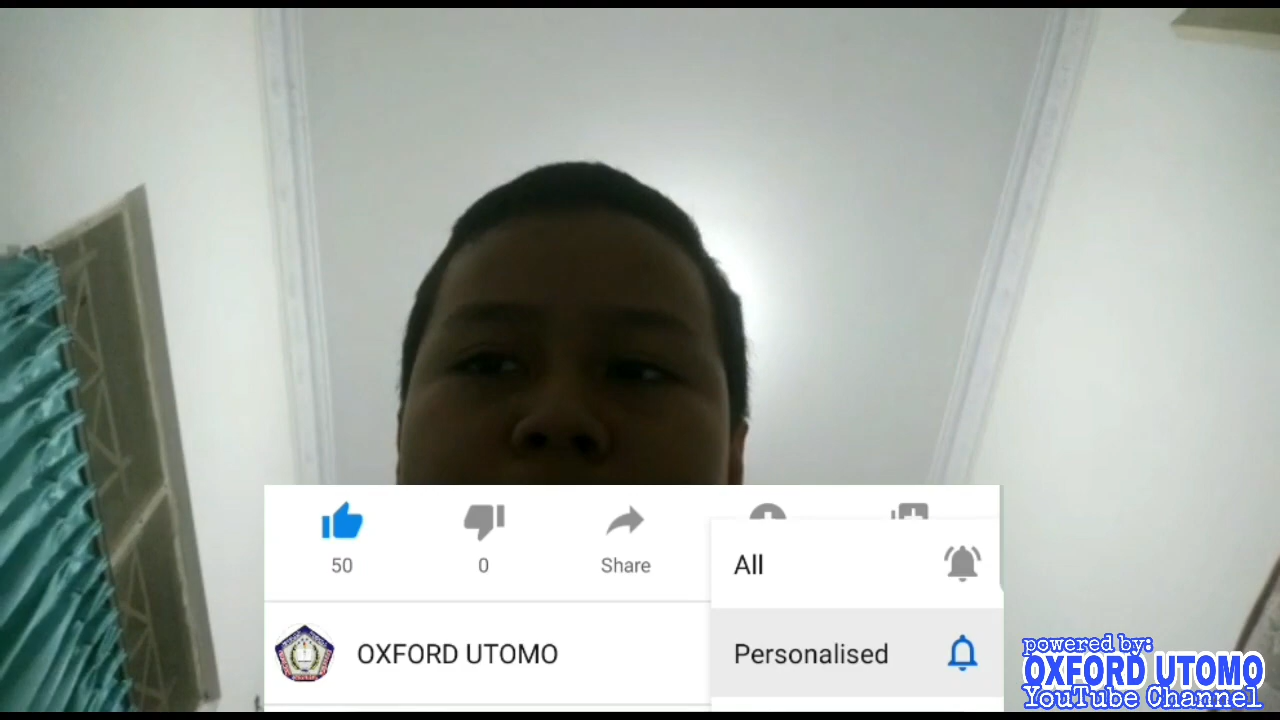 50
0
Share
All
OXFORD UTOMO
Personalised
powered by:
OXFORD UTOMO
YouTube Channel